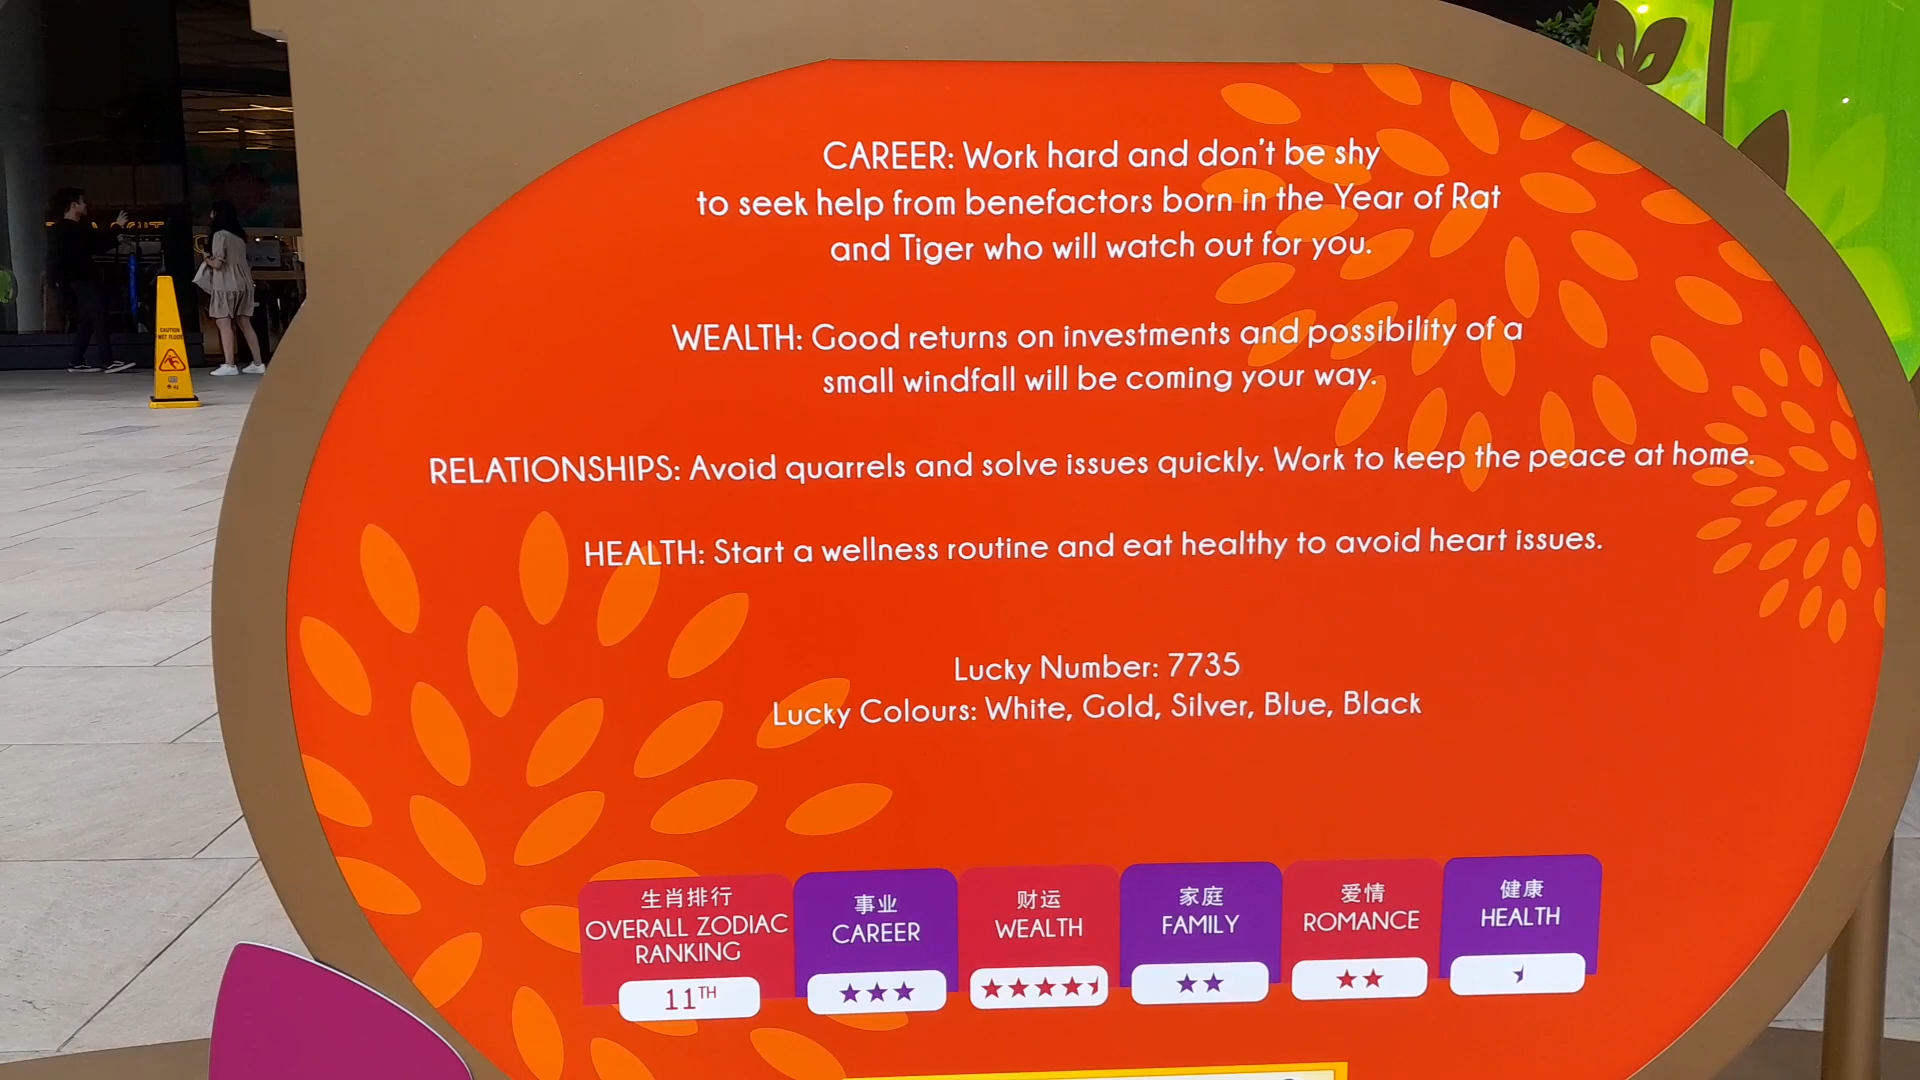 CAREER: Work hard and don't be shy
to seek help from benefactors born in the Year of Rat
and Tiger who will watch out for you.
WEALTH: Good returns on investments and possibility of a
small windfall will be coming your way.
RELATIONSHIPS: Avoid quarrels and solve issues quickly. Work to keep the peace at home.
HEALTH: Start a wellness routine and eat healthy to avoid heart issues.
Lucky Number: 7735
Lucky Colours: White, Gold, Silver, Blue, Black
生肖排行
OVERALL ZODIAC
RANKING
11TH
事业
CAREER
财运
WEALTH
家庭
FAMILY
爱情
ROMANCE
健康
HEALTH
CAUTION
WET FLOOR